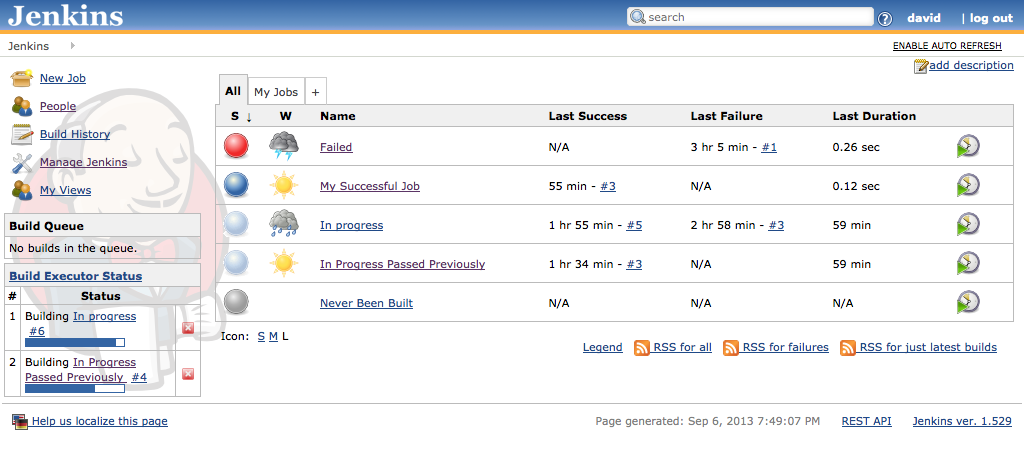 Jenkins
search
david | log out
Jenkins
ENABLE AUTO REFRESH
add description
New Job
People
Build History
Manage Jenkins
My Views
Build Queue
No builds in the queue.
Build Executor Status
# Status
1 Building In progress
#6
2 Building In Progress
Passed Previously #4
All My Jobs +
S ↓ W Name Last Success Last Failure Last Duration
Failed N/A 3 hr 5 min - #1 0.26 sec
My Successful Job 55 min - #3 N/A 0.12 sec
In progress 1 hr 55 min - #5 2 hr 58 min - #3 59 min
In Progress Passed Previously 1 hr 34 min - #3 N/A 59 min
Never Been Built N/A N/A N/A
Icon: S M L
Legend RSS for all RSS for failures RSS for just latest builds
Help us localize this page
Page generated: Sep 6, 2013 7:49:07 PM REST API Jenkins ver. 1.529